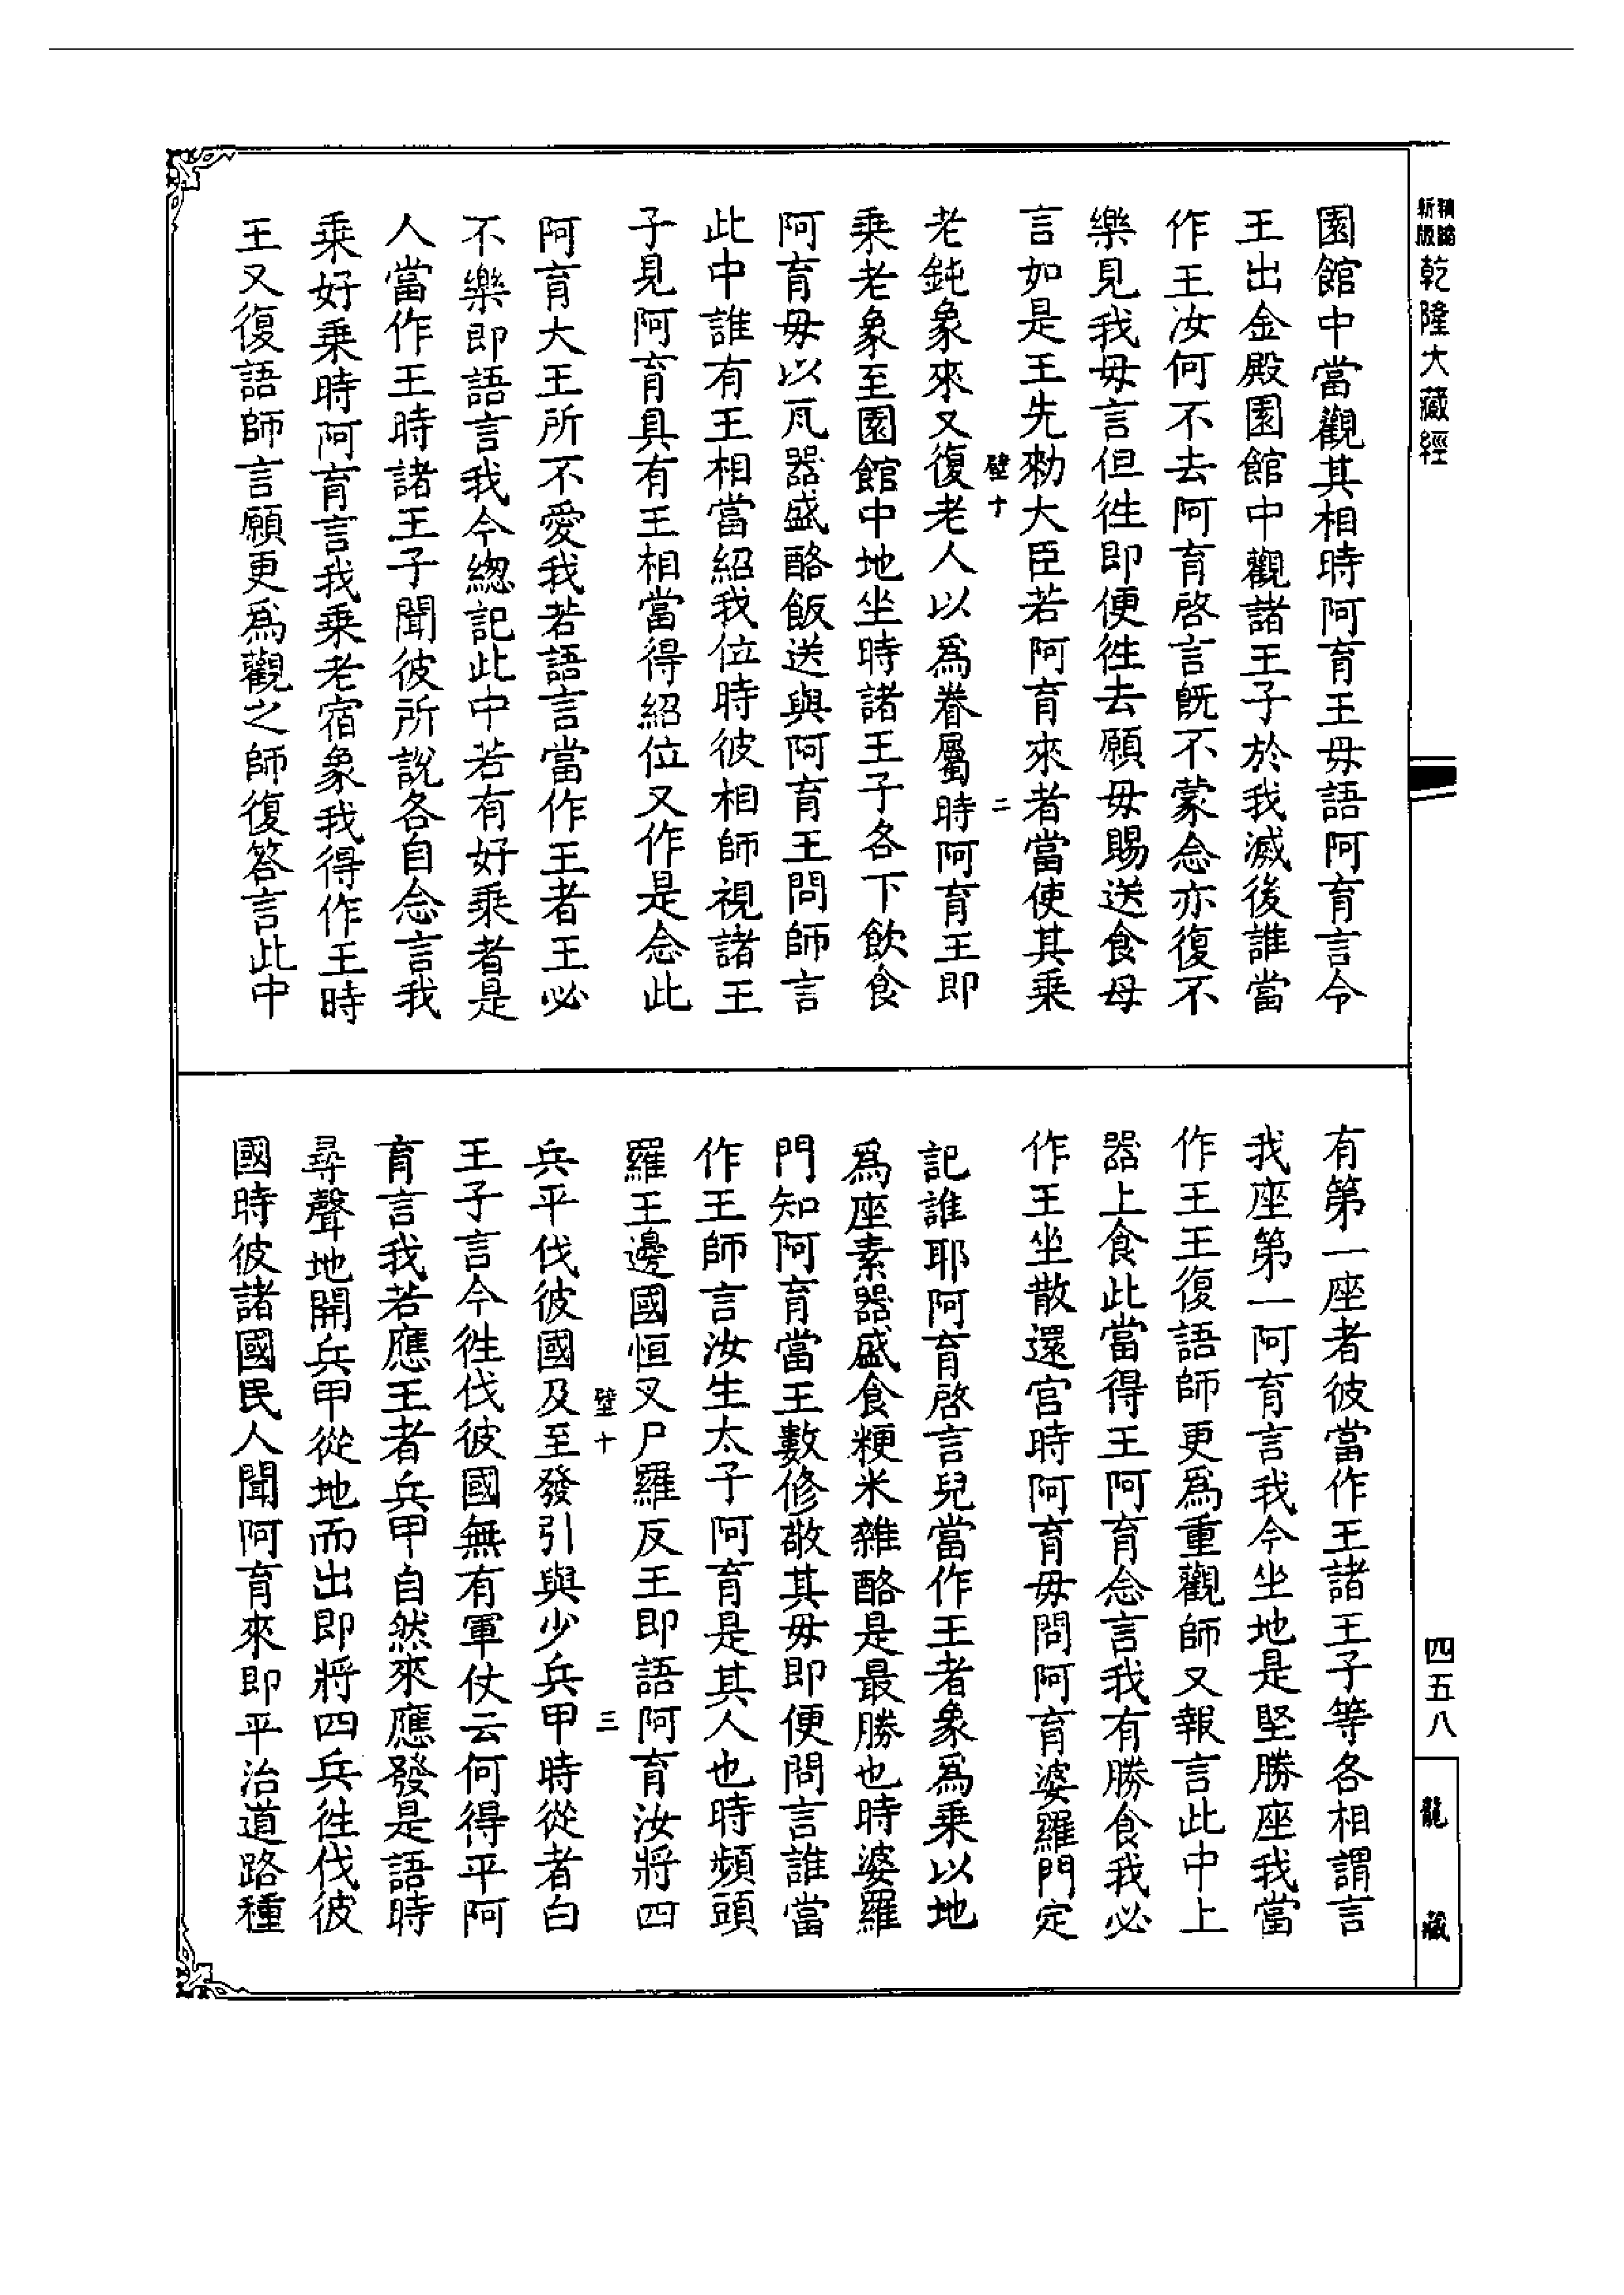 精縮新版乾隆大藏經
四五八
龍藏
園館中當觀其相時阿育王毋語阿育言今
王出金殿園館中觀諸王子於我滅後誰當
作王汝何不去阿育啓言旣不蒙念亦復不
樂見我毋言但徃即便徃去願毋賜送食母
言如是王先勑大臣若阿育來者當使其乗
壁十 二
老鈍象來又復老人以爲眷屬時阿育王即
乗老象至園館中地坐時諸王子各下飲食
阿育毋以瓦器盛酪飯送與阿育王問師言
此中誰有王相當紹我位時彼相師視諸王
子見阿育具有王相當得紹位又作是念此
阿育大王所不愛我若語言當作王者王必
不樂即語言我今緫記此中若有好乗者是
人當作王時諸王子聞彼所說各自念言我
乗好乗時阿育言我乗老宿象我得作王時
王又復語師言願更爲觀之師復答言此中
有第一座者彼當作王諸王子等各相謂言
我座第一阿育言我今坐地是堅勝座我當
作王王復語師更爲重觀師又報言此中上
器上食此當得王阿育念言我有勝食我必
作王坐散還宫時阿育毋問阿育婆羅門定
記誰耶阿育啓言兒當作王者象爲乗以地
爲座素器盛食粳米雜酪是最勝也時婆羅
門知阿育當王數修敬其毋即便問言誰當
作王師言汝生太子阿育是其人也時頻頭
羅王邊國恒叉尸羅反王即語阿育汝將四
壁十 三
兵平伐彼國及至發引與少兵甲時從者白
王子言今徃伐彼國無有軍仗云何得平阿
育言我若應王者兵甲自然來應發是語時
尋聲地開兵甲從地而出即將四兵徃伐彼
國時彼諸國民人聞阿育來即平治道路種